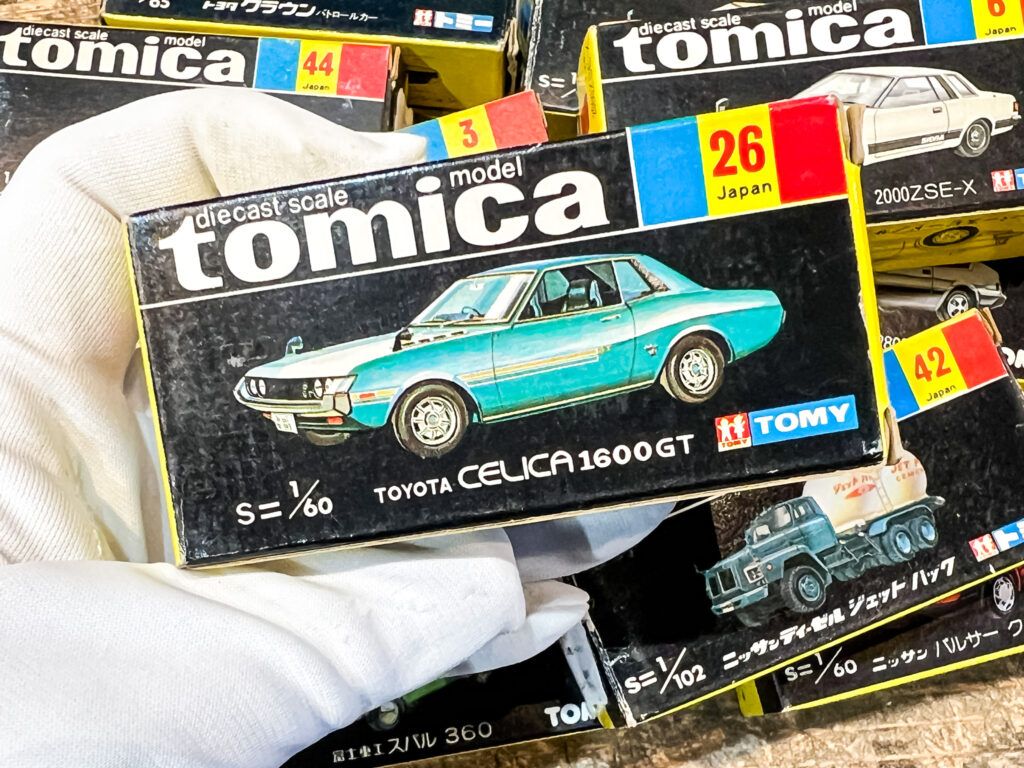 トヨタ クラウン パトロールカー
トミー
diecast scale model
tomica
44
Japan
3
diecast scale model
tomica
6
Japan
2000ZSE-X
diecast scale model
tomica
26
Japan
TOYOTA CELICA 1600GT
S=1/60
TOMY
TOMY
42
Japan
S=1/102 ニッサンディーゼル ジェットパック
S=1/60 ニッサン パルサー
富士重工 スバル 360